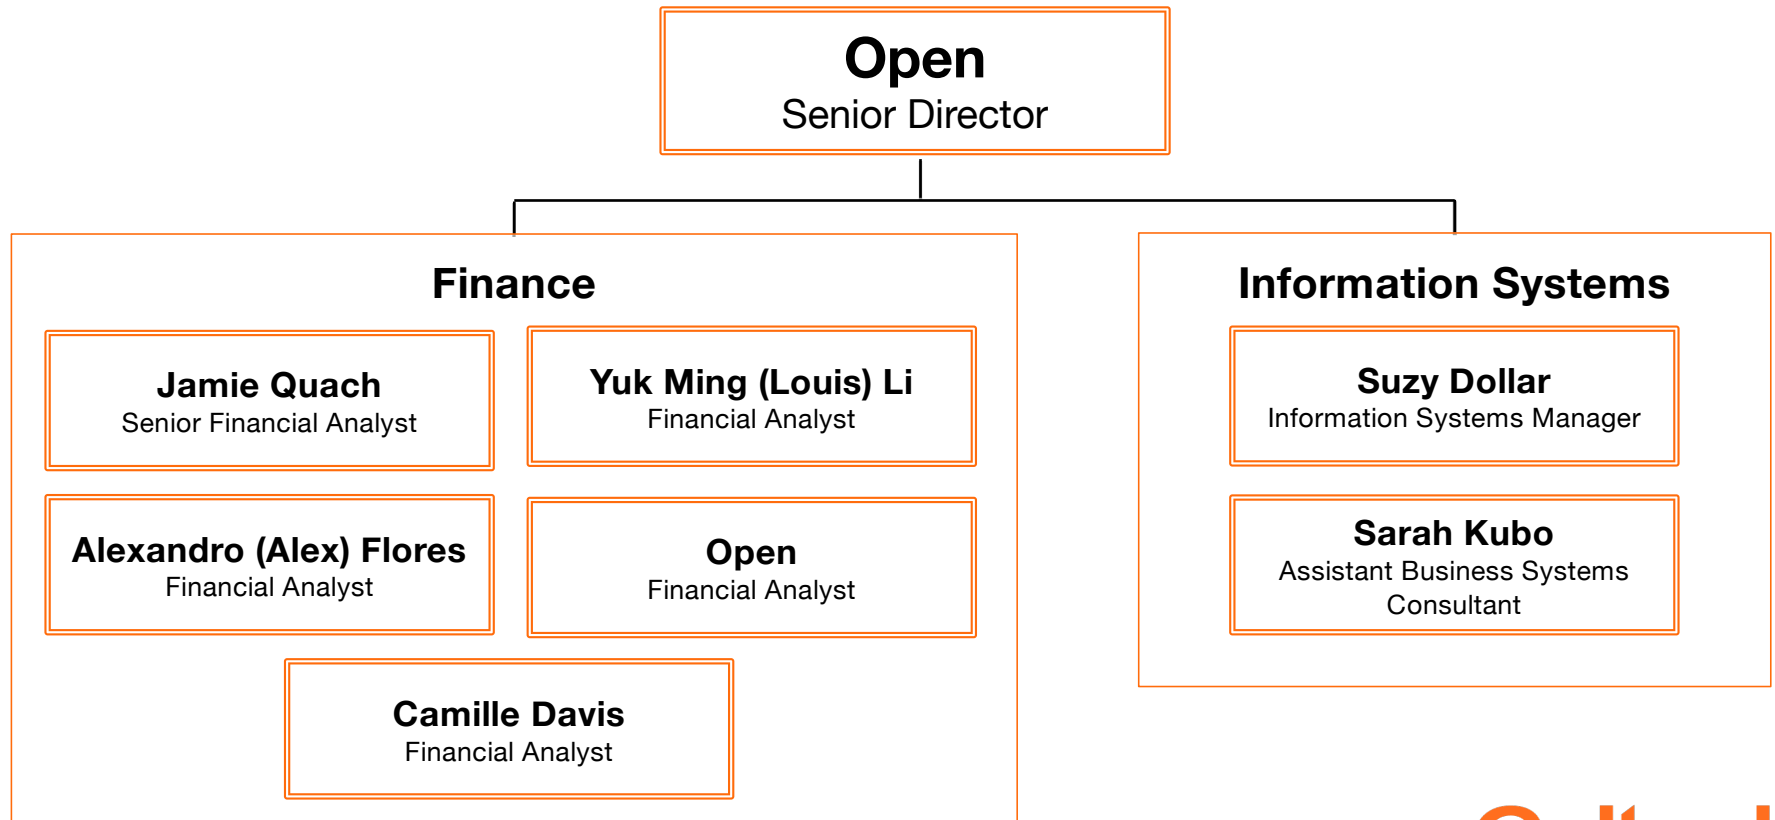 Open
Senior Director
Finance
Jamie Quach
Senior Financial Analyst
Yuk Ming (Louis) Li
Financial Analyst
Alexandro (Alex) Flores
Financial Analyst
Open
Financial Analyst
Camille Davis
Financial Analyst
Information Systems
Suzy Dollar
Information Systems Manager
Sarah Kubo
Assistant Business Systems
Consultant